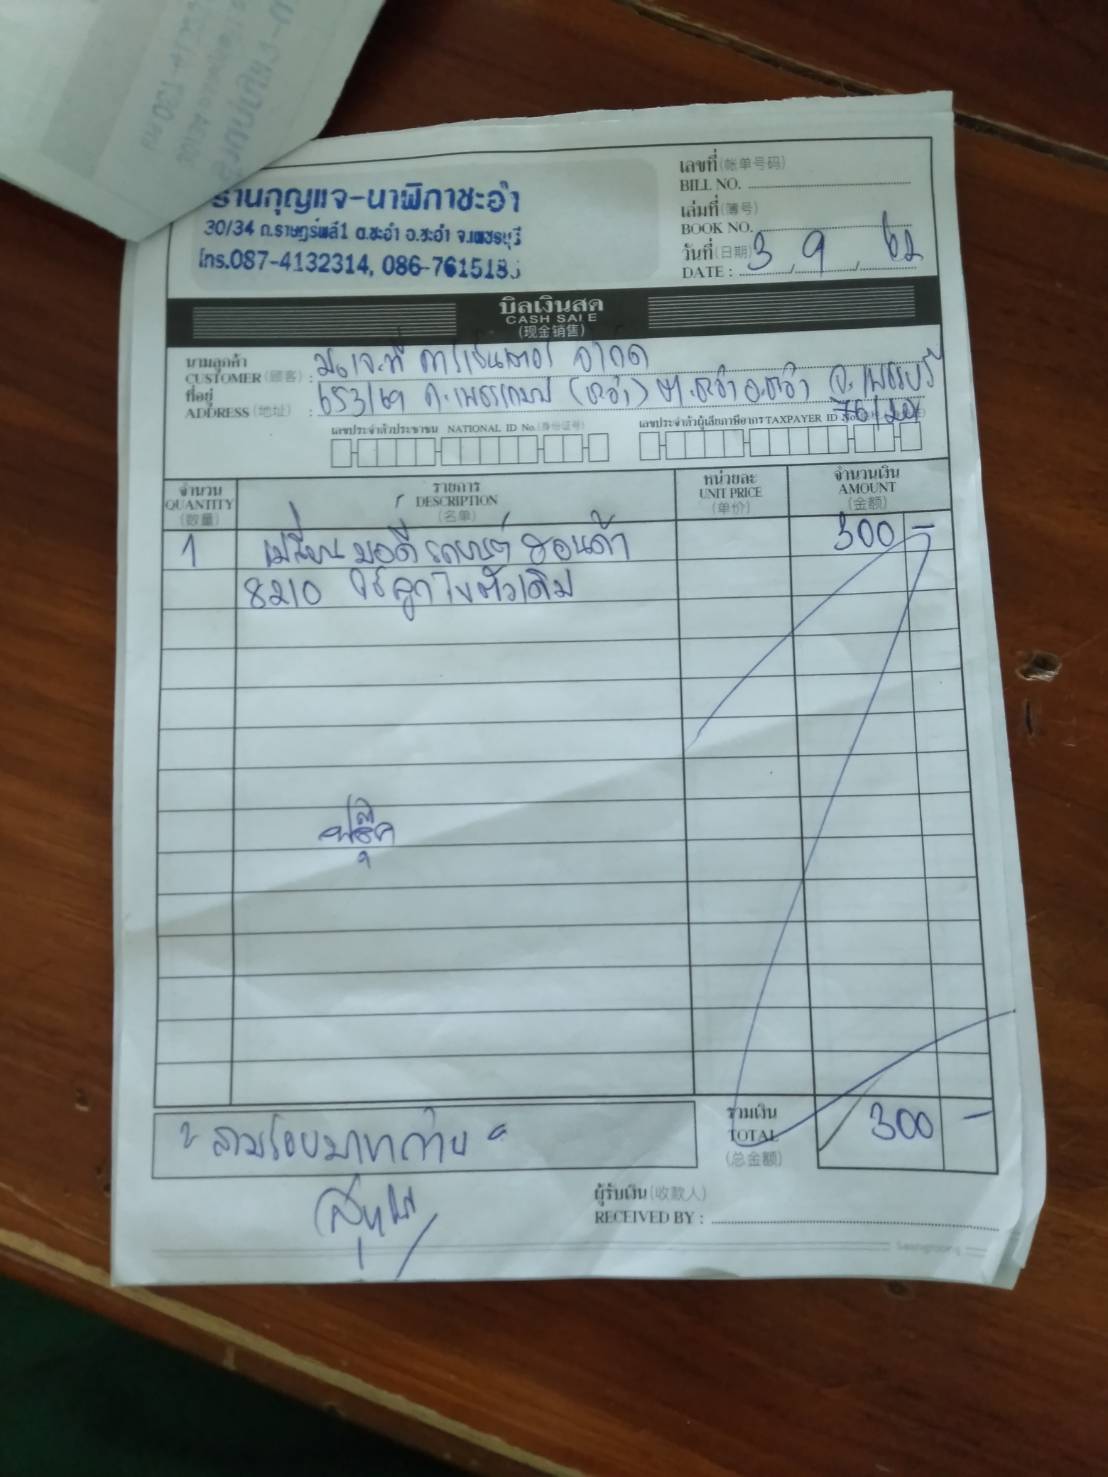 ร้านกุญแจ-นาฬิกาชะอำ
30/34 ถ.ราษฎร์พลี1 ต.ชะอำ อ.ชะอำ จ.เพชรบุรี
โทร.087-4132314, 086-761518
เลขที่ (帐单号码)
BILL NO.
เล่มที่ (簿号)
BOOK NO.
วันที่ (日期) 3 9 62
DATE :
บิลเงินสด
CASH SALE
(现金销售)
นามลูกค้า
CUSTOMER (顾客) : จำกัด
ที่อยู่
ADDRESS (地址) : 653/69 ถ.เพชรเกษม (ชะอำ) ต.ชะอำ อ.ชะอำ จ.เพชรบุรี
เลขประจำตัวประชาชน NATIONAL ID No.(身份证号) เลขประจำตัวผู้เสียภาษีอากร TAXPAYER ID No.
จำนวน รายการ หน่วยละ จำนวนเงิน
QUANTITY DESCRIPTION UNIT PRICE AMOUNT
(数量) (名单) (单价) (金额)
1 เปลี่ยน บอดี้ รถยนต์ ฮอนด้า 300 -
8210 ใช้ลูกไขตัวเดิม
"สามร้อยบาทถ้วน"
รวมเงิน
TOTAL 300 -
(总金额)
ผู้รับเงิน (收款人)
RECEIVED BY :